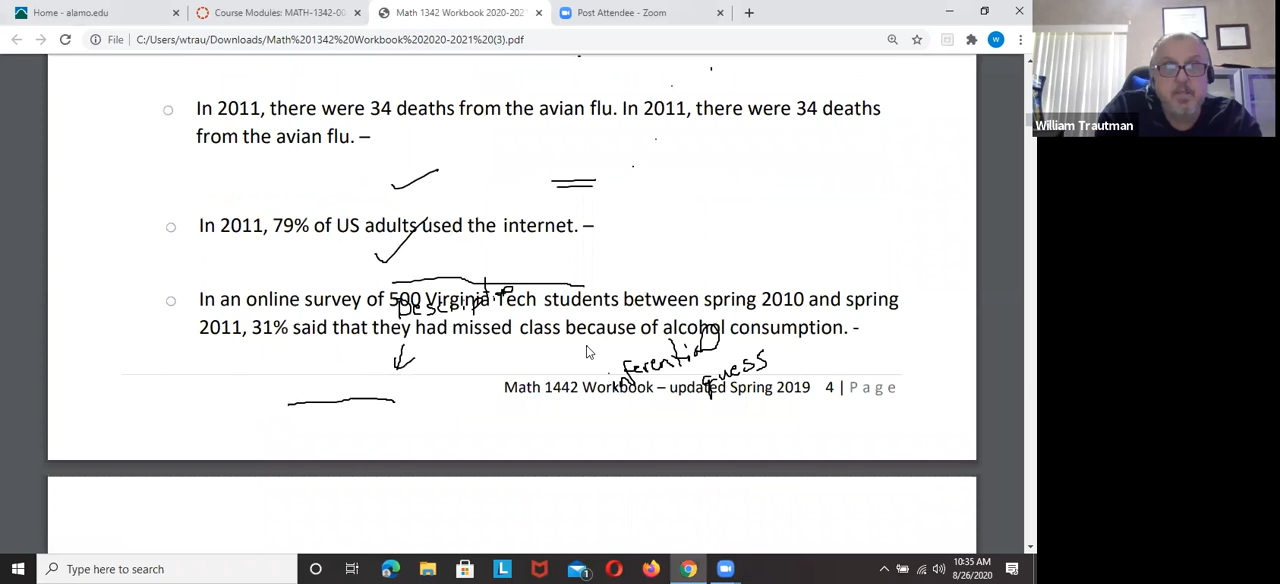 Home - alamo.edu
Course Modules: MATH-1342-00
Math 1342 Workbook 2020-202
Post Attendee - Zoom
File
C:/Users/wtrau/Downloads/Math%201342%20Workbook%202020-2021%20(3).pdf
William Trautman
In 2011, there were 34 deaths from the avian flu. In 2011, there were 34 deaths
from the avian flu. –
In 2011, 79% of US adults used the internet. –
In an online survey of 500 Virginia Tech students between spring 2010 and spring
2011, 31% said that they had missed class because of alcohol consumption. -
Inferential
guess
Math 1442 Workbook – updated Spring 2019 4 | Page
Type here to search
10:35 AM
8/26/2020